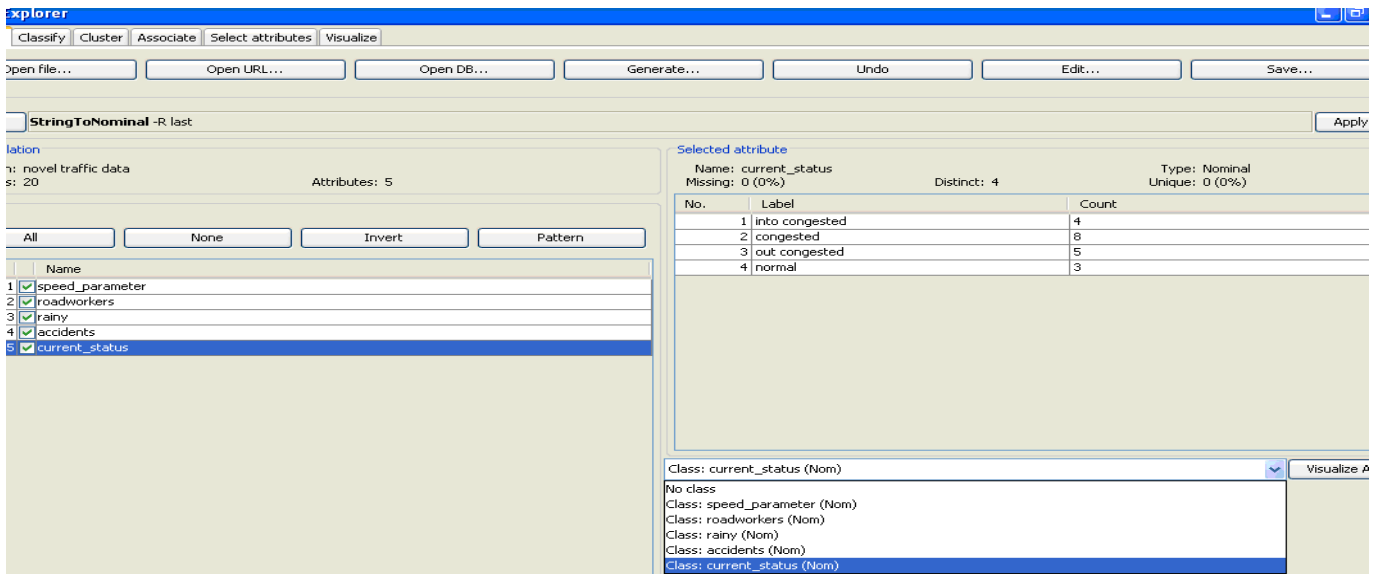 Explorer
Classify Cluster Associate Select attributes Visualize
Open file... Open URL... Open DB... Generate... Undo Edit... Save...
StringToNominal -R last Apply
lation
n: novel traffic data
s: 20 Attributes: 5
All None Invert Pattern
Name
1 speed_parameter
2 roadworkers
3 rainy
4 accidents
5 current_status
Selected attribute
Name: current_status Type: Nominal
Missing: 0 (0%) Distinct: 4 Unique: 0 (0%)
No. Label Count
1 into congested 4
2 congested 8
3 out congested 5
4 normal 3
Class: current_status (Nom) Visualize A
No class
Class: speed_parameter (Nom)
Class: roadworkers (Nom)
Class: rainy (Nom)
Class: accidents (Nom)
Class: current_status (Nom)